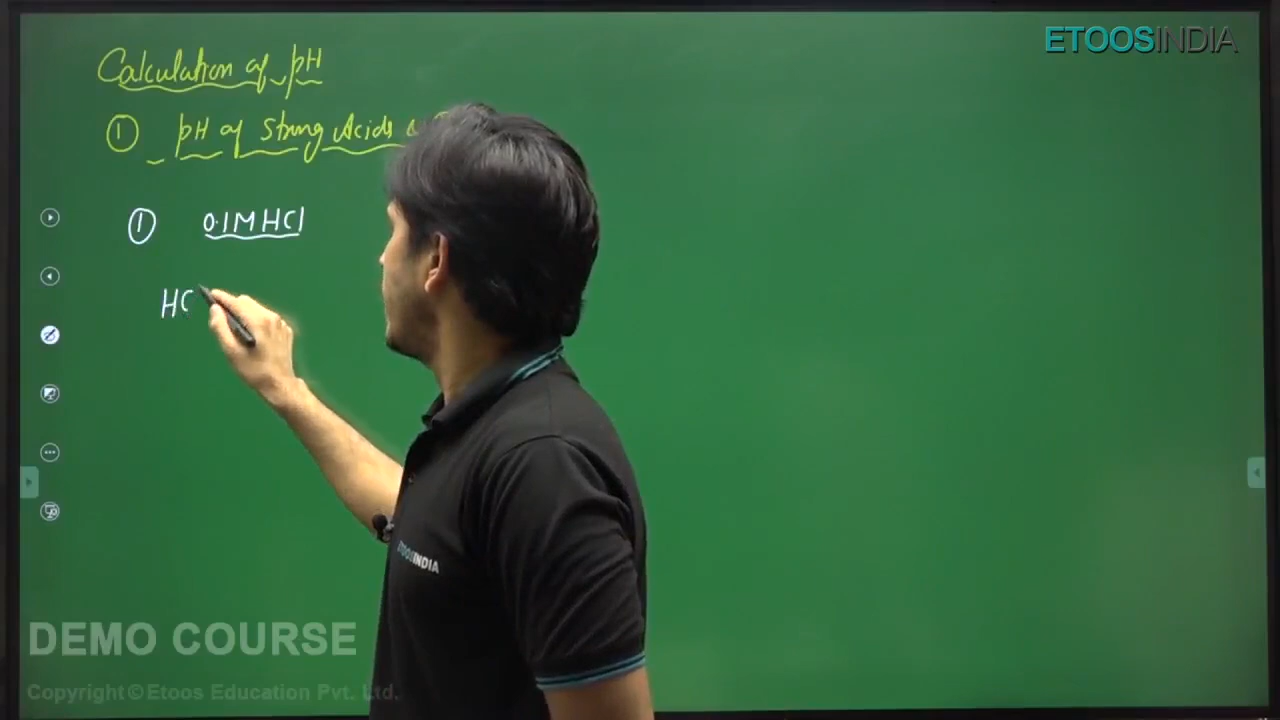 ETOOSINDIA
Calculation of pH
① pH of Strong Acids &
① 0.1M HCl
HC
ETOOSINDIA
DEMO COURSE
Copyright © Etoos Education Pvt. Ltd.